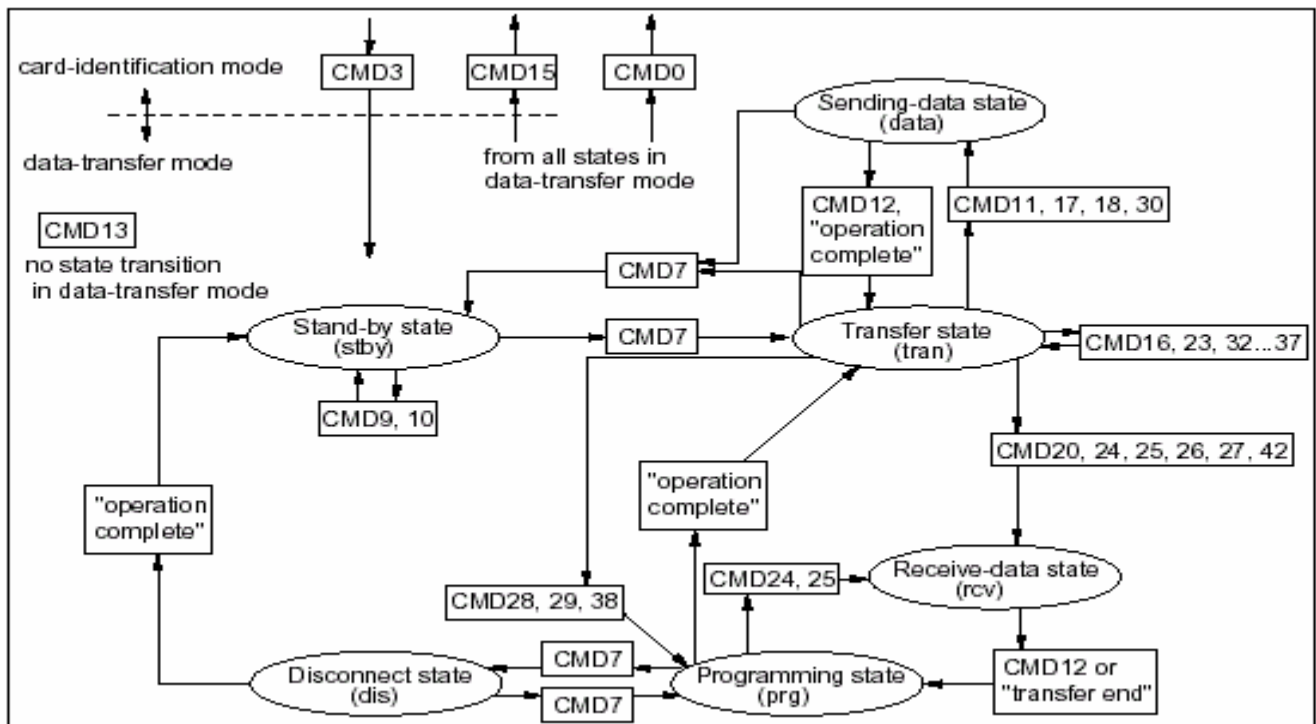 card-identification mode
CMD3
CMD15
CMD0
data-transfer mode
from all states in
data-transfer mode
Sending-data state
(data)
CMD13
no state transition
in data-transfer mode
CMD12,
"operation
complete"
CMD11, 17, 18, 30
CMD7
Stand-by state
(stby)
CMD7
Transfer state
(tran)
CMD16, 23, 32...37
CMD9, 10
CMD20, 24, 25, 26, 27, 42
"operation
complete"
"operation
complete"
CMD28, 29, 38
CMD24, 25
Receive-data state
(rcv)
Disconnect state
(dis)
CMD7
CMD7
Programming state
(prg)
CMD12 or
"transfer end"